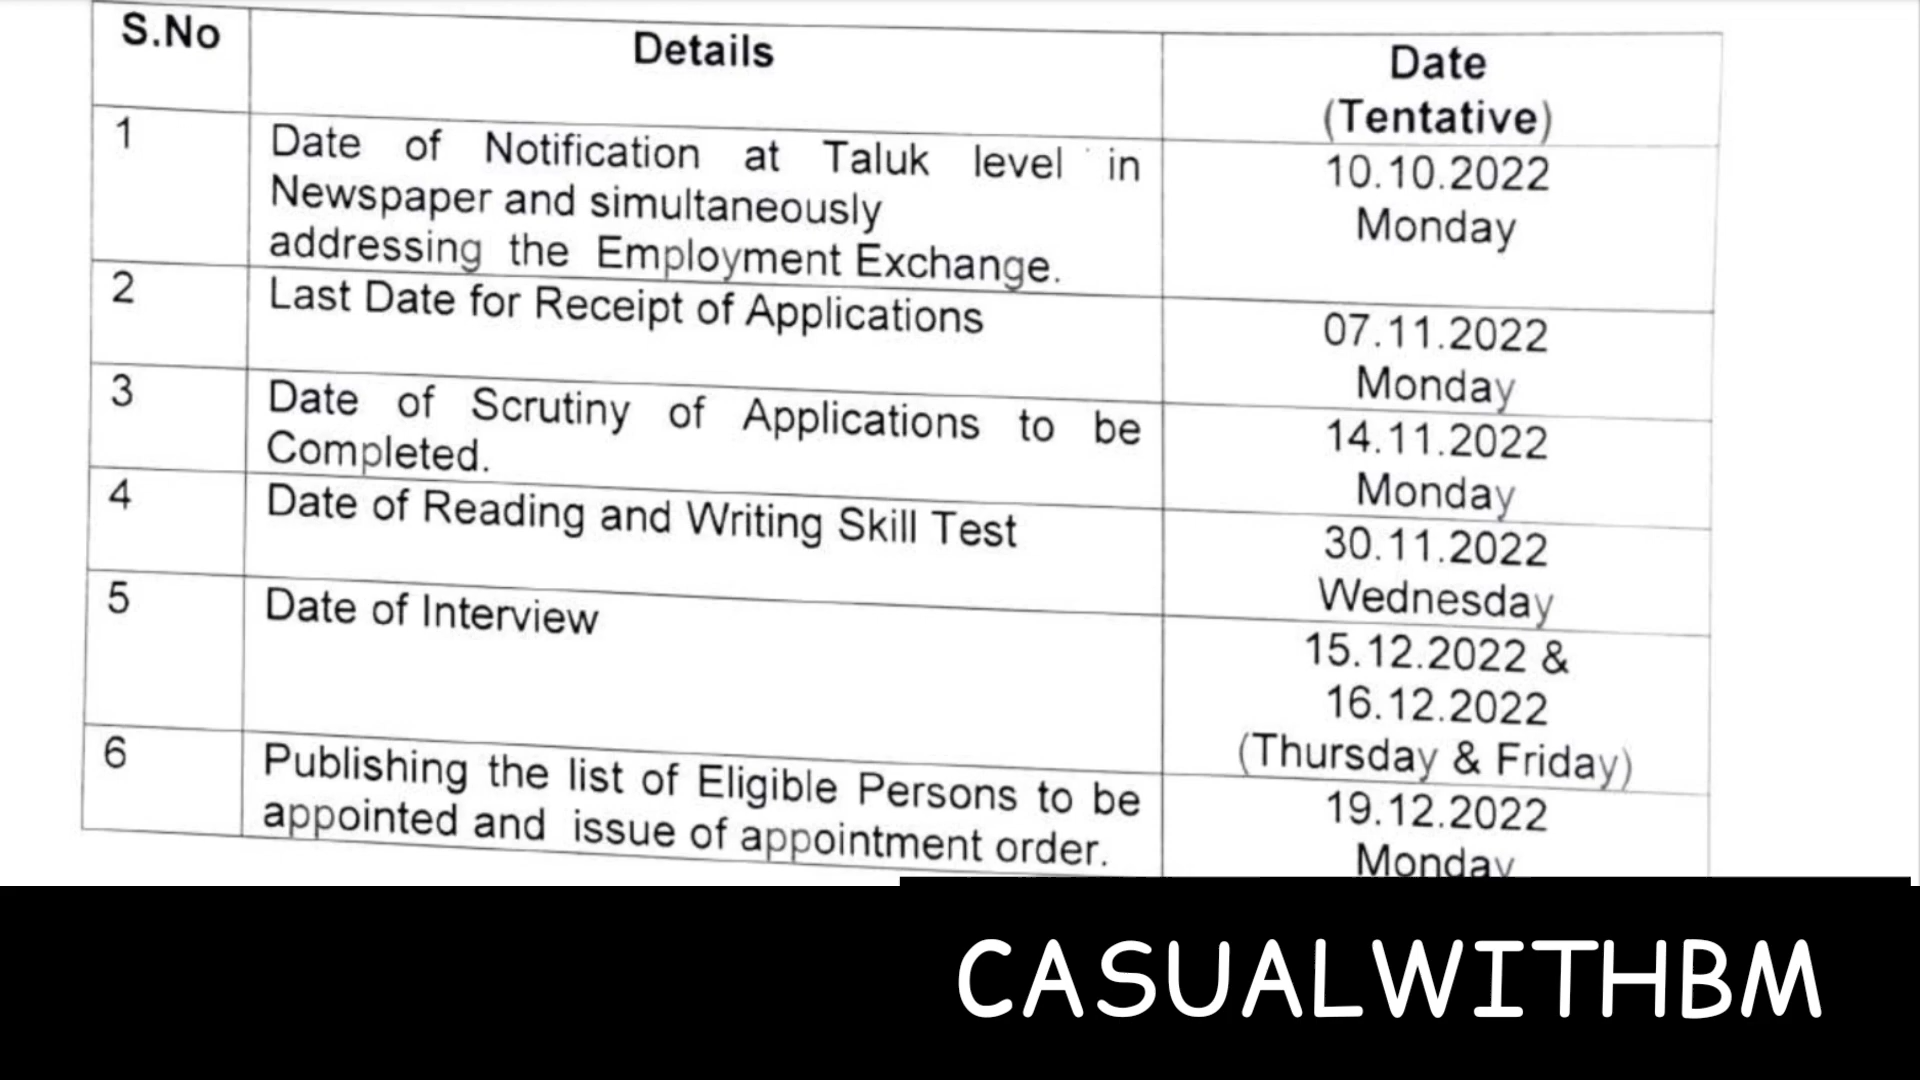 S.No Details Date
(Tentative)
1 Date of Notification at Taluk level in
Newspaper and simultaneously
addressing the Employment Exchange.
10.10.2022
Monday
2 Last Date for Receipt of Applications
07.11.2022
Monday
3 Date of Scrutiny of Applications to be
Completed.
14.11.2022
Monday
4 Date of Reading and Writing Skill Test
30.11.2022
Wednesday
5 Date of Interview
15.12.2022 &
16.12.2022
(Thursday & Friday)
6 Publishing the list of Eligible Persons to be
appointed and issue of appointment order.
19.12.2022
Monday
CASUALWITHBM